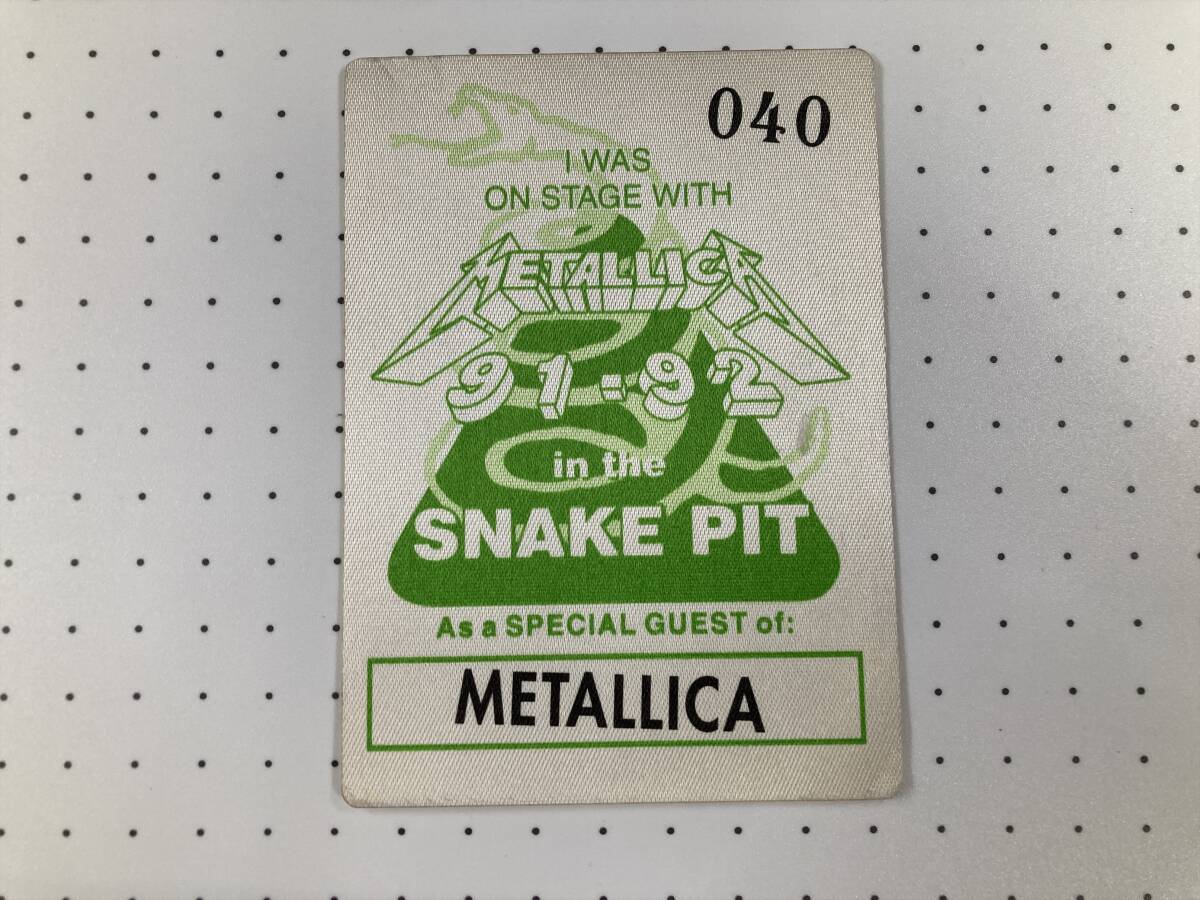 040
I WAS
ON STAGE WITH
METALLICA
91-92
in the
SNAKE PIT
As a SPECIAL GUEST of:
METALLICA